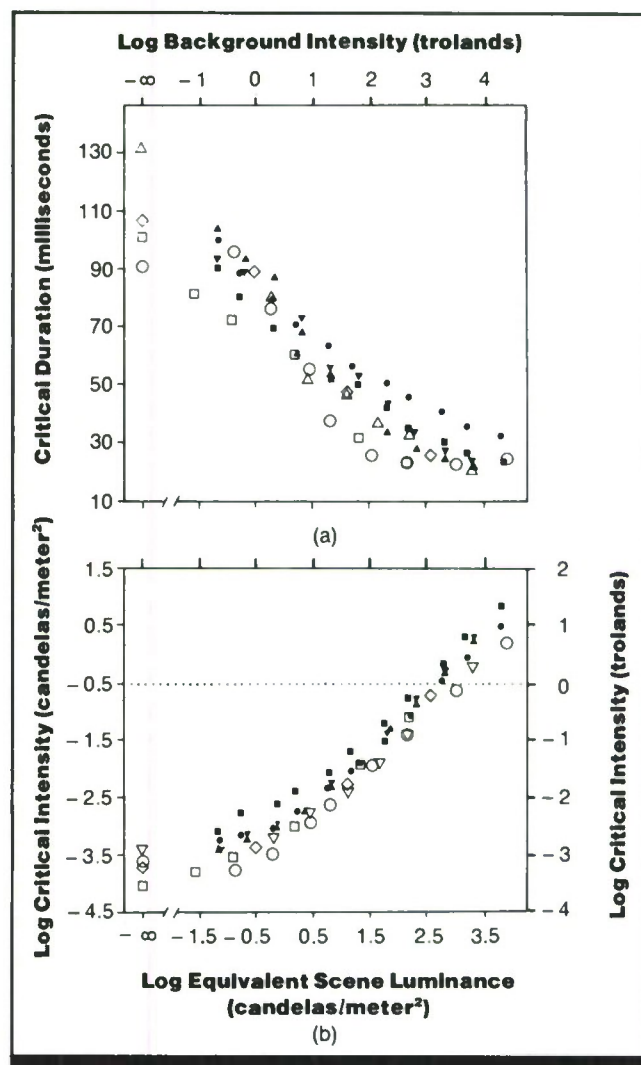 Log Background Intensity (trolands)
− ∞ −1 0 1 2 3 4
Critical Duration (milliseconds)
130
110
90
70
50
30
10
(a)
Log Critical Intensity (candelas/meter²)
1.5
0.5
−0.5
−1.5
−2.5
−3.5
−4.5
2
1
0
−1
−2
−3
−4
Log Critical Intensity (trolands)
− ∞ −1.5 −0.5 0.5 1.5 2.5 3.5
Log Equivalent Scene Luminance
(candelas/meter²)
(b)